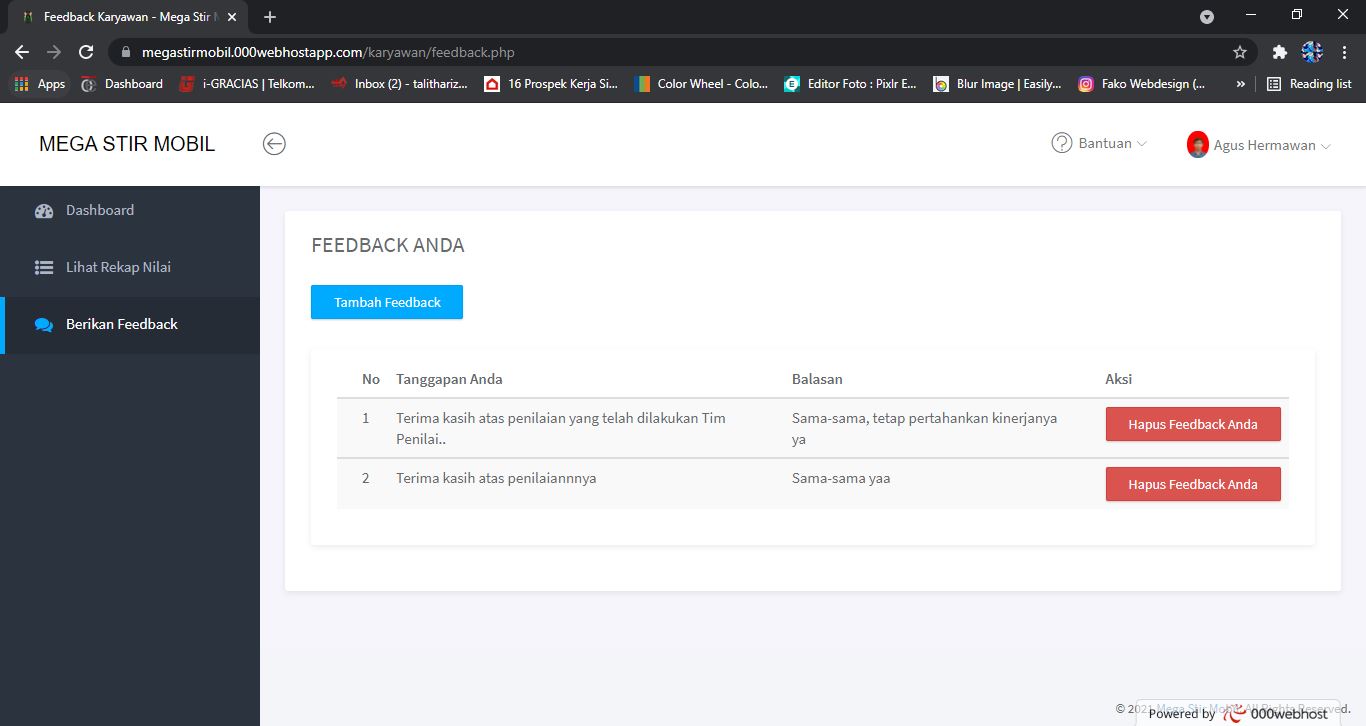 Feedback Karyawan - Mega Stir M
megastirmobil.000webhostapp.com/karyawan/feedback.php
Apps Dashboard i-GRACIAS | Telkom... Inbox (2) - talithariz... 16 Prospek Kerja Si... Color Wheel - Colo... Editor Foto : Pixlr E... Blur Image | Easily... Fako Webdesign (... » Reading list
MEGA STIR MOBIL Bantuan Agus Hermawan
Dashboard
Lihat Rekap Nilai
Berikan Feedback
FEEDBACK ANDA
Tambah Feedback
No Tanggapan Anda Balasan Aksi
1 Terima kasih atas penilaian yang telah dilakukan Tim Sama-sama, tetap pertahankan kinerjanya Hapus Feedback Anda
Penilai.. ya
2 Terima kasih atas penilaiannnya Sama-sama yaa Hapus Feedback Anda
© 2021 Mega Stir Mobil. All Rights Reserved.
Powered by 000webhost